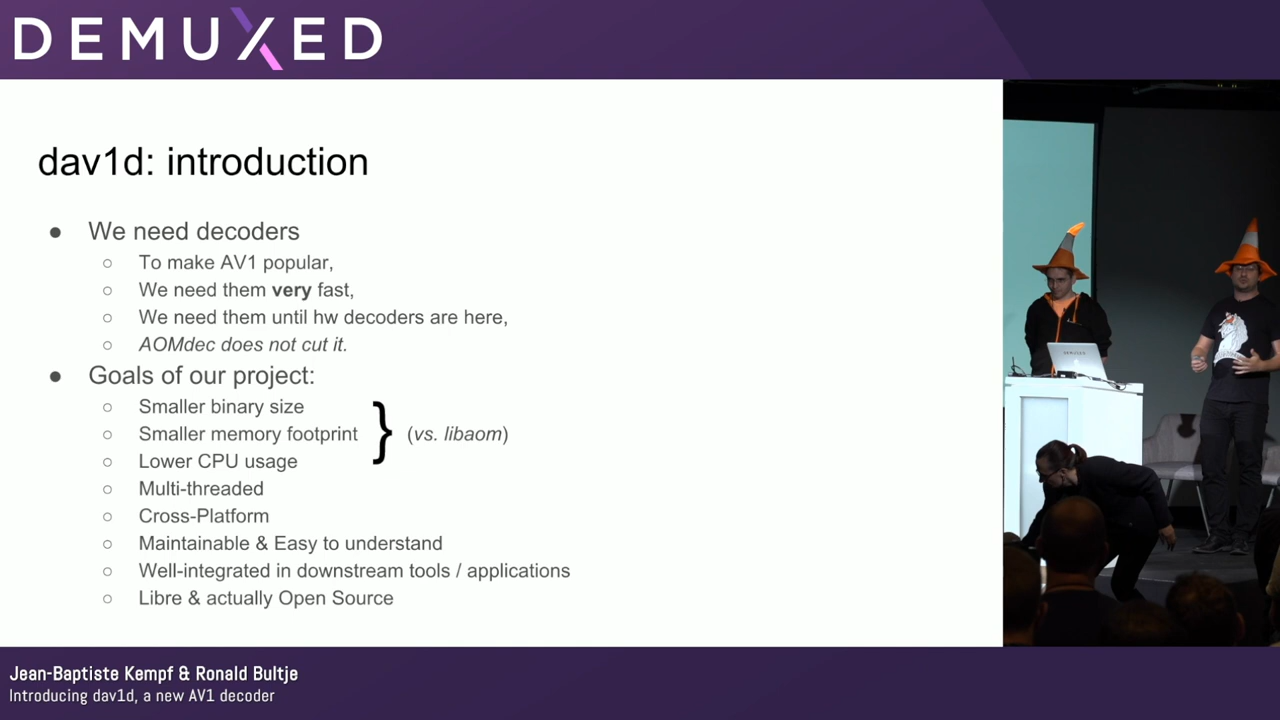 DEMUXED
dav1d: introduction
● We need decoders
○ To make AV1 popular,
○ We need them very fast,
○ We need them until hw decoders are here,
○ AOMdec does not cut it.
● Goals of our project:
○ Smaller binary size
○ Smaller memory footprint } (vs. libaom)
○ Lower CPU usage
○ Multi-threaded
○ Cross-Platform
○ Maintainable & Easy to understand
○ Well-integrated in downstream tools / applications
○ Libre & actually Open Source
DEMUXED
Jean-Baptiste Kempf & Ronald Bultje
Introducing dav1d, a new AV1 decoder